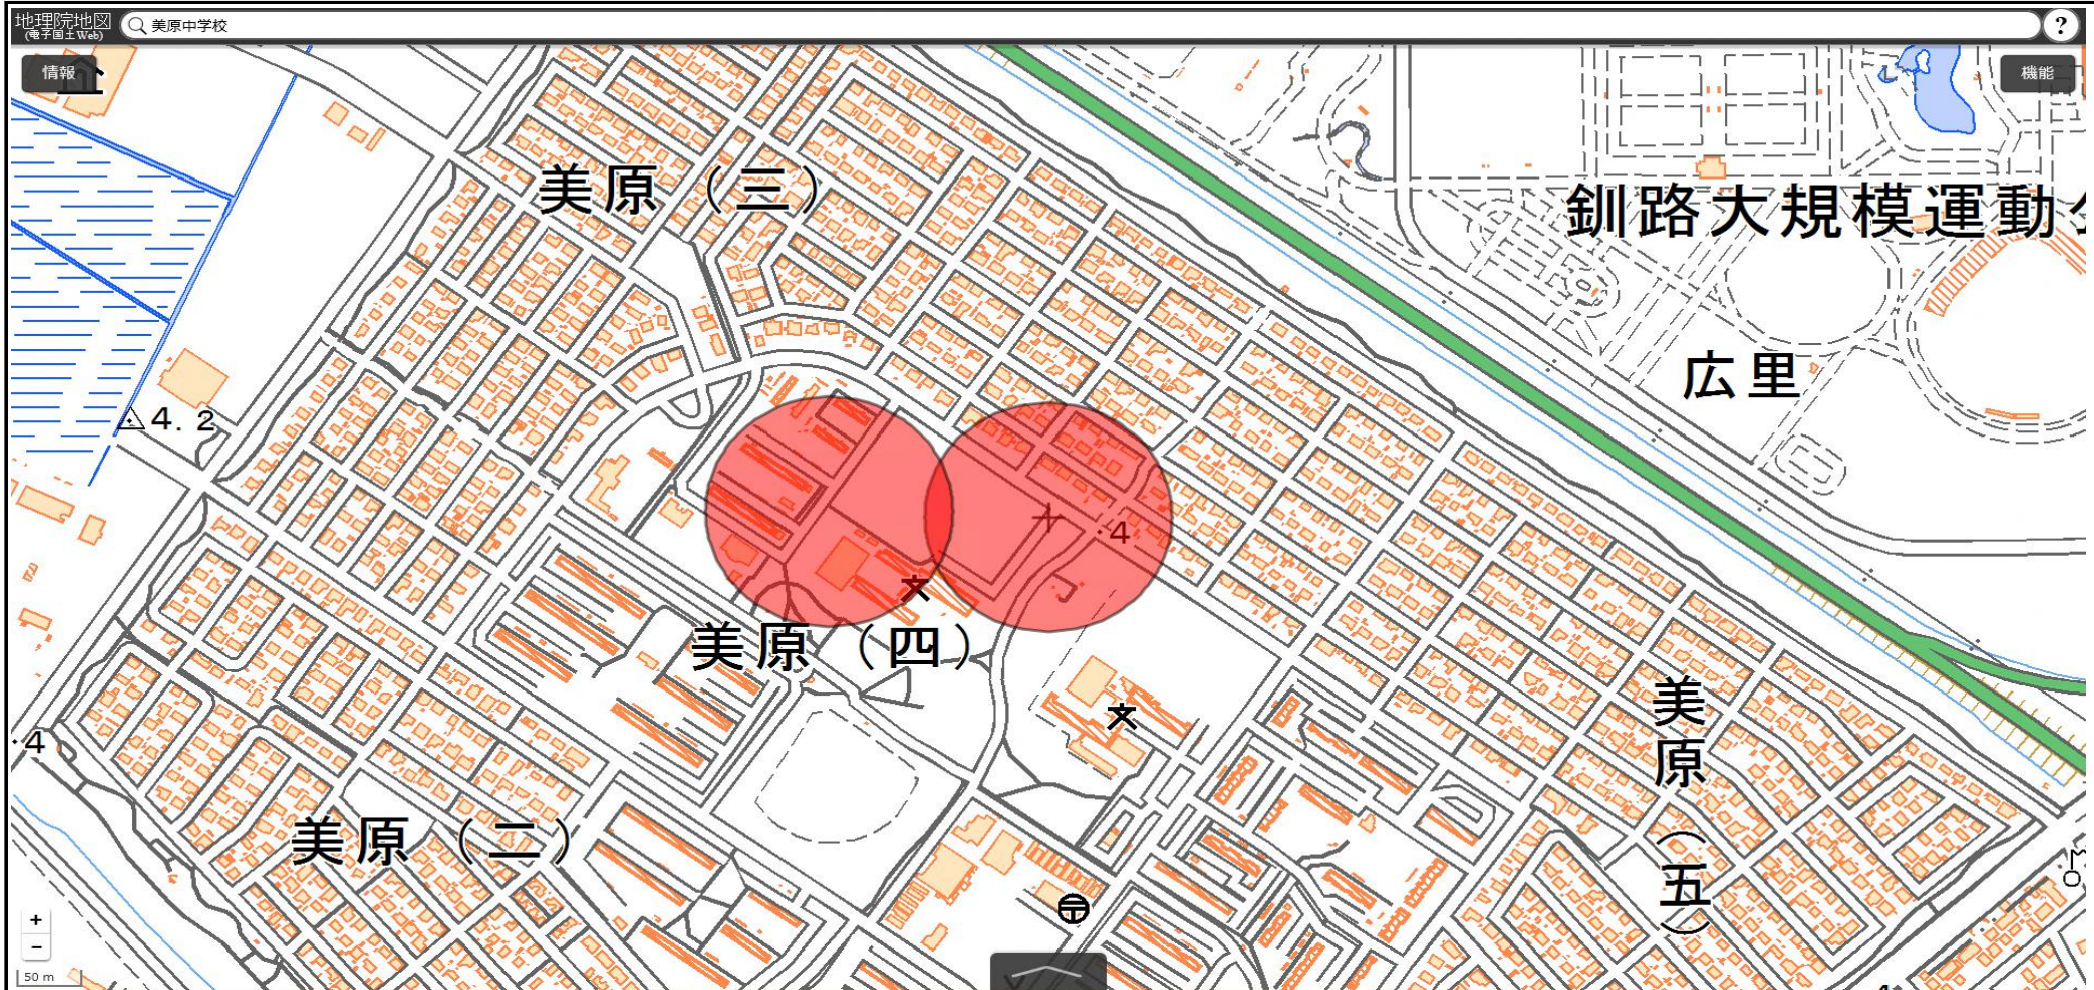 地理院地図
(電子国土Web)
美原中学校
?
情報
機能
美原（三）
釧路大規模運動
広里
4.2
4
美原（四）
美原（五）
4
美原（二）
+
−
50 m